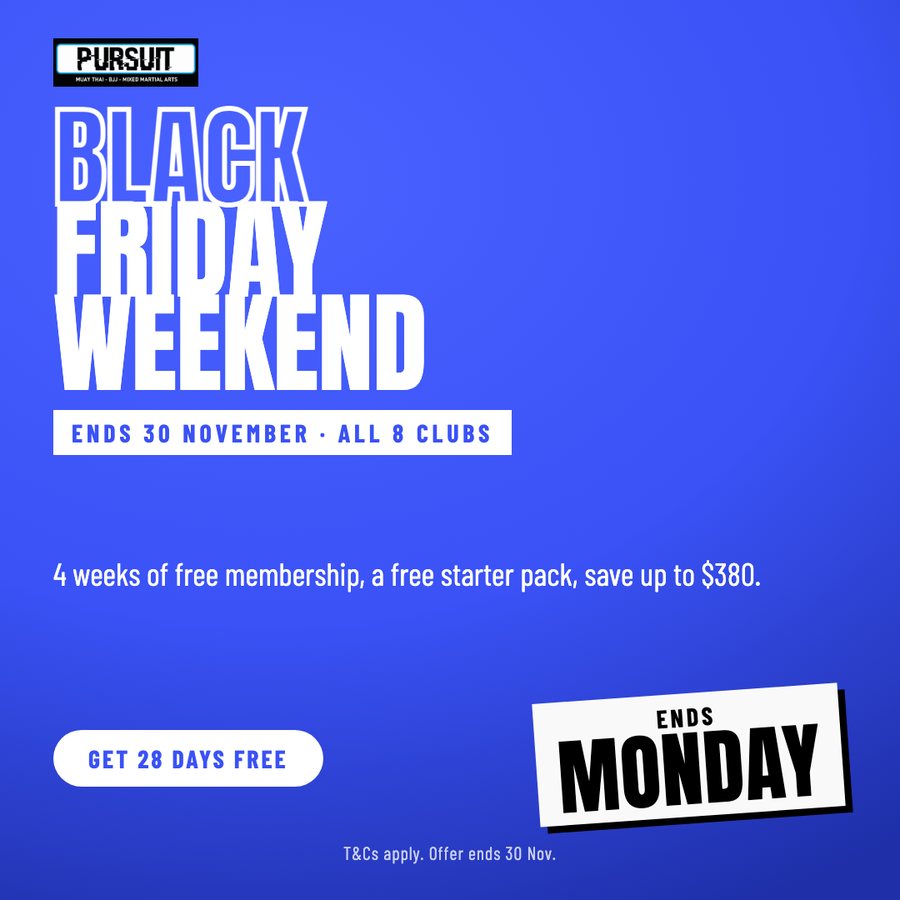 PURSUIT
MUAY THAI - BJJ - MIXED MARTIAL ARTS
BLACK
FRIDAY
WEEKEND
ENDS 30 NOVEMBER · ALL 8 CLUBS
4 weeks of free membership, a free starter pack, save up to $380.
GET 28 DAYS FREE
ENDS
MONDAY
T&Cs apply. Offer ends 30 Nov.